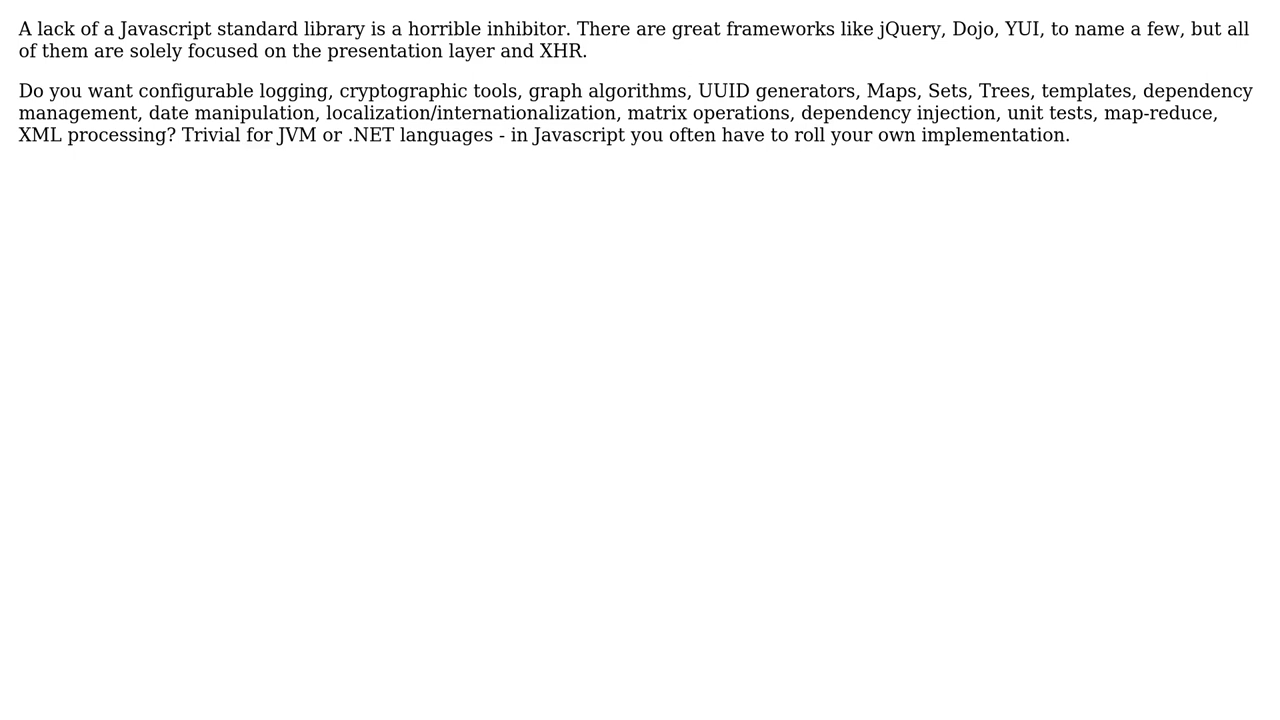 A lack of a Javascript standard library is a horrible inhibitor. There are great frameworks like jQuery, Dojo, YUI, to name a few, but all
of them are solely focused on the presentation layer and XHR.
Do you want configurable logging, cryptographic tools, graph algorithms, UUID generators, Maps, Sets, Trees, templates, dependency
management, date manipulation, localization/internationalization, matrix operations, dependency injection, unit tests, map-reduce,
XML processing? Trivial for JVM or .NET languages - in Javascript you often have to roll your own implementation.